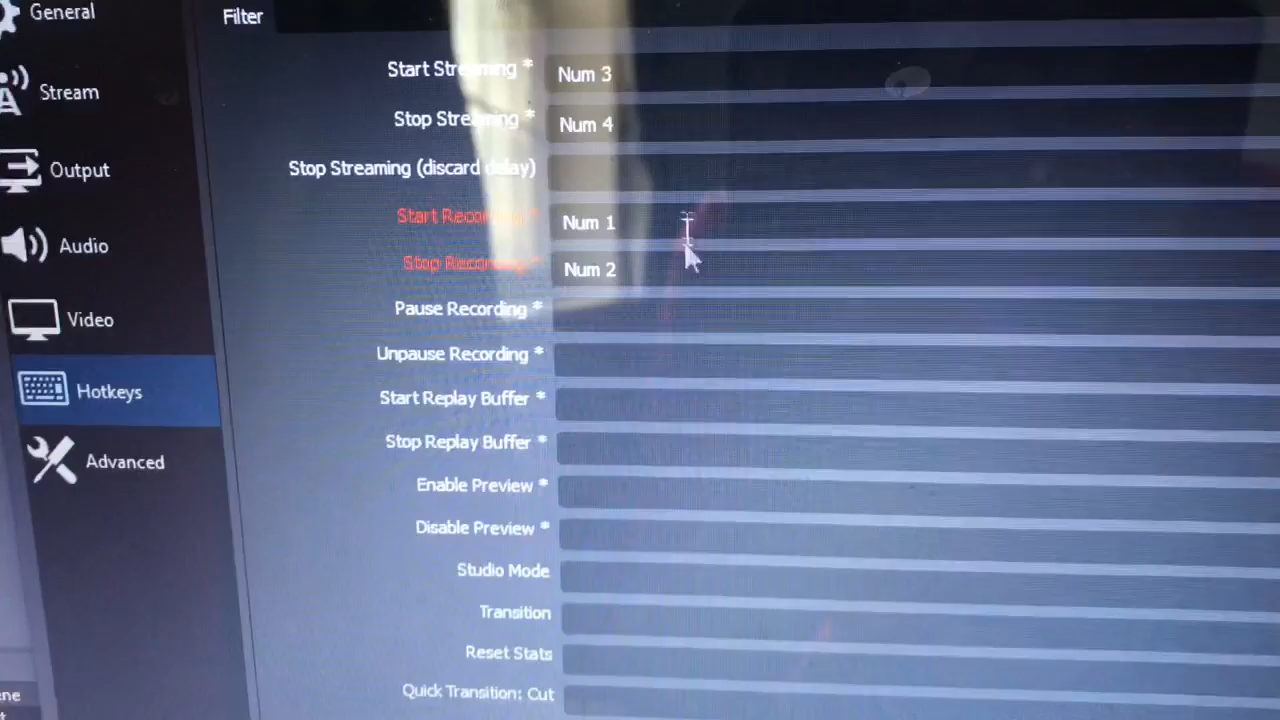 General
Stream
Output
Audio
Video
Hotkeys
Advanced
Filter
Start Streaming * Num 3
Stop Streaming * Num 4
Stop Streaming (discard delay)
Start Recording * Num 1
Stop Recording * Num 2
Pause Recording *
Unpause Recording *
Start Replay Buffer *
Stop Replay Buffer *
Enable Preview *
Disable Preview *
Studio Mode
Transition
Reset Stats
Quick Transition: Cut